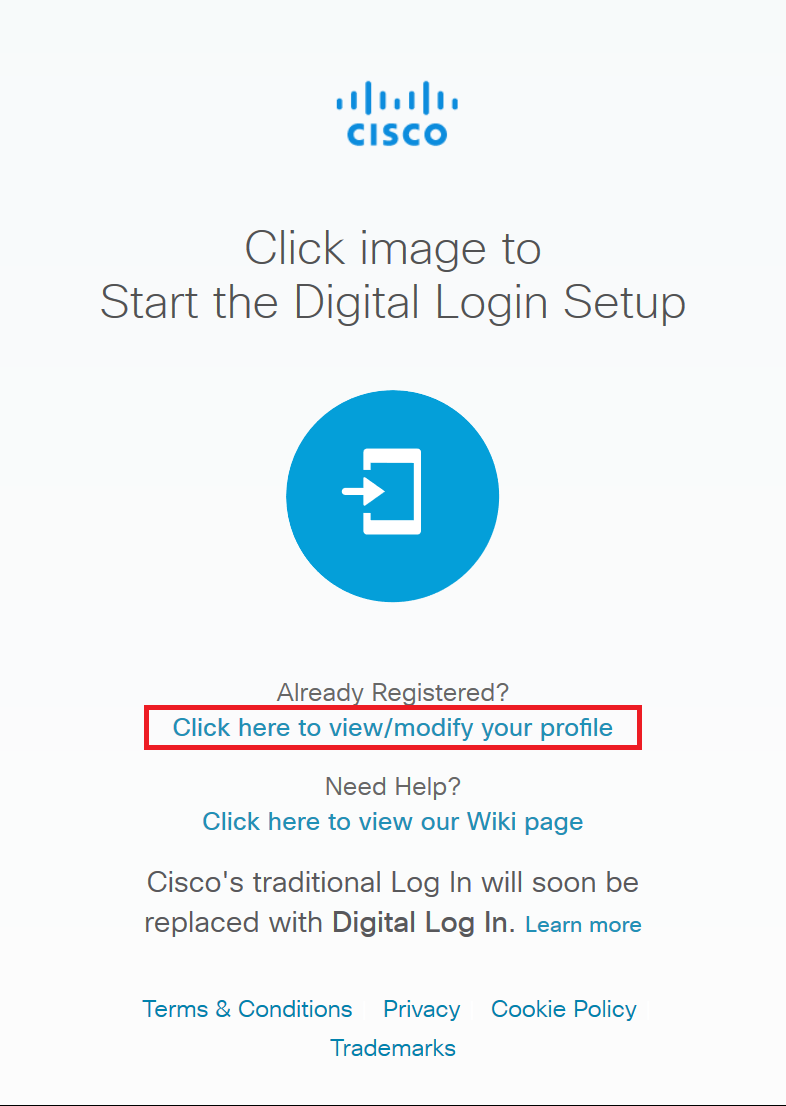 CISCO
Click image to
Start the Digital Login Setup
Already Registered?
Click here to view/modify your profile
Need Help?
Click here to view our Wiki page
Cisco's traditional Log In will soon be
replaced with Digital Log In. Learn more
Terms & Conditions Privacy Cookie Policy
Trademarks